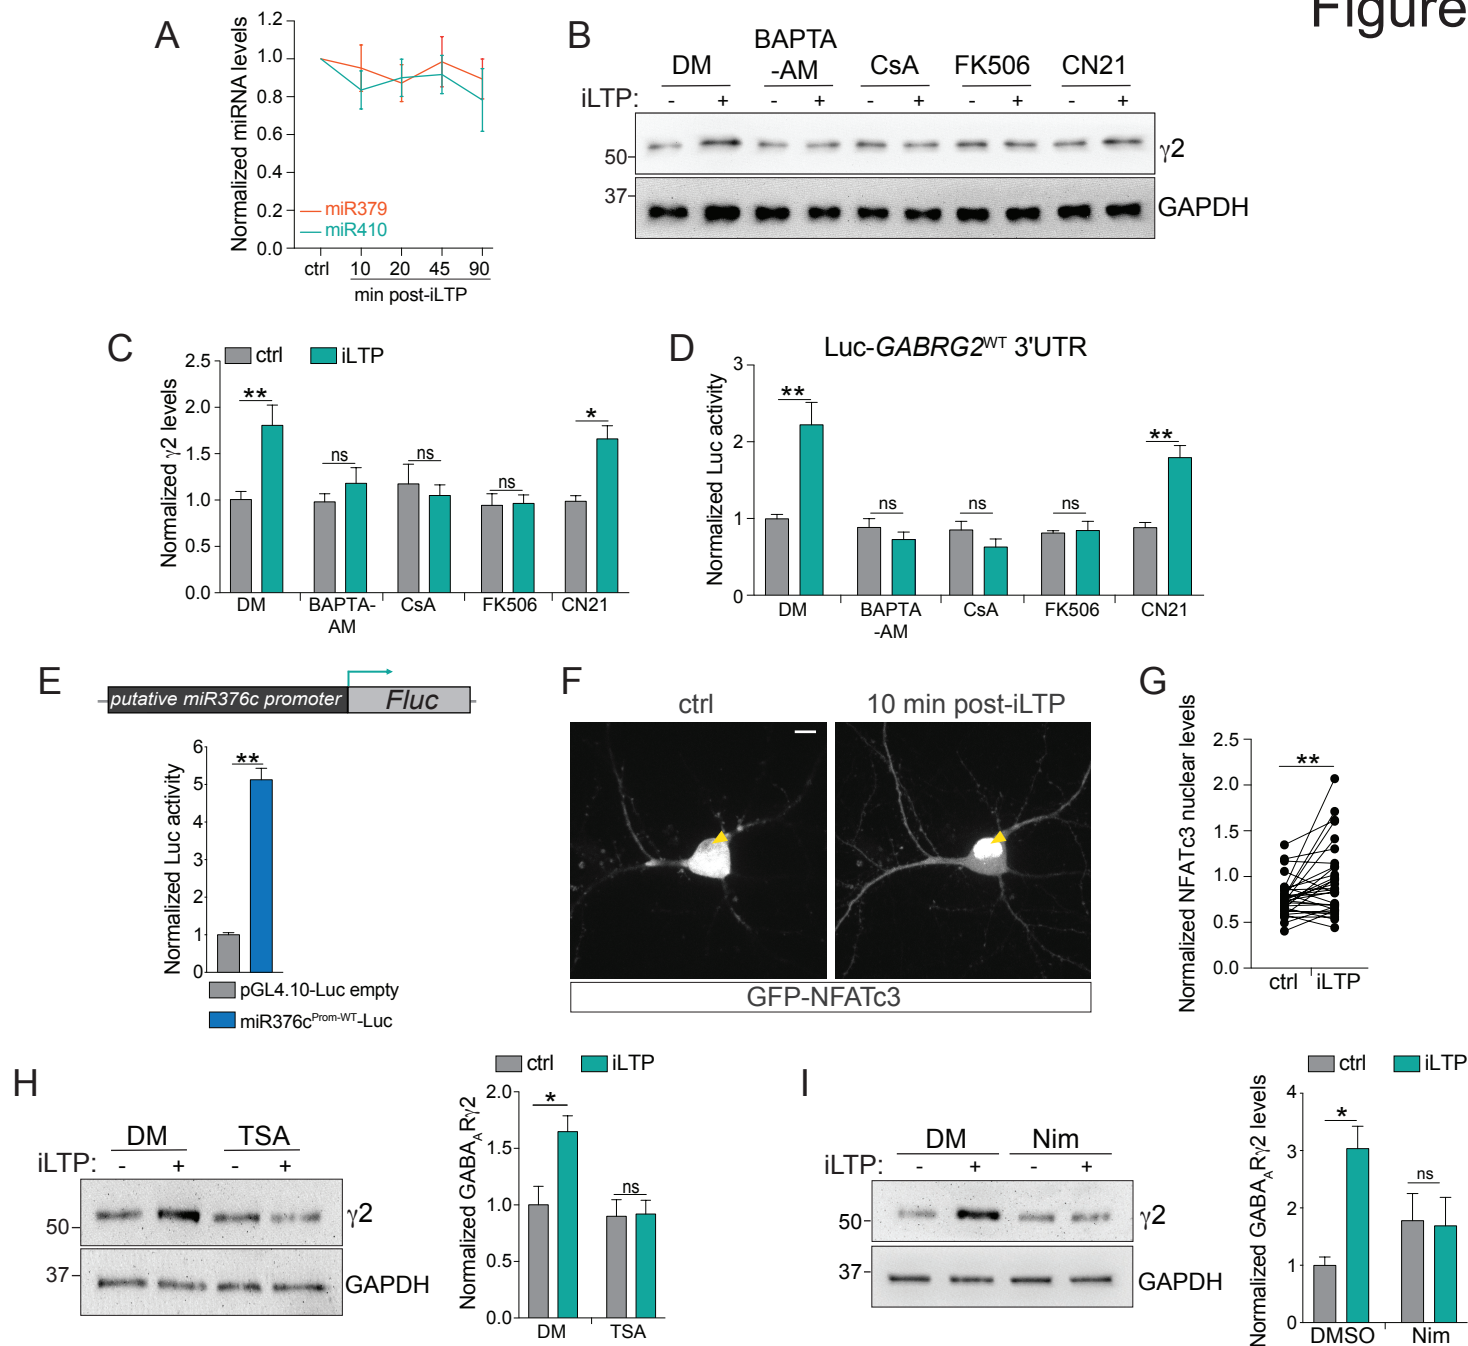 Figure
A
Normalized miRNA levels
1.2
1.0
0.8
0.6
0.4
0.2
0.0
miR379
miR410
ctrl 10 20 45 90
min post-iLTP
B
DM BAPTA-AM CsA FK506 CN21
iLTP: - + - + - + - + - +
50
γ2
37
GAPDH
C
ctrl iLTP
Normalized γ2 levels
2.5
2.0
1.5
1.0
0.5
0.0
** ns ns ns *
DM BAPTA-AM CsA FK506 CN21
D
Luc-GABRG2WT 3'UTR
Normalized Luc activity
3
2
1
0
** ns ns ns **
DM BAPTA-AM CsA FK506 CN21
E
putative miR376c promoter Fluc
Normalized Luc activity
6
5
4
3
2
1
0
**
pGL4.10-Luc empty
miR376cProm-WT-Luc
F
ctrl 10 min post-iLTP
GFP-NFATc3
G
Normalized NFATc3 nuclear levels
2.5
2.0
1.5
1.0
0.5
0.0
**
ctrl iLTP
H
DM TSA
iLTP: - + - +
50
γ2
37
GAPDH
ctrl iLTP
Normalized GABAARγ2
2.0
1.5
1.0
0.5
0.0
* ns
DM TSA
I
DM Nim
iLTP: - + - +
50
γ2
37
GAPDH
ctrl iLTP
Normalized GABAARγ2 levels
4
3
2
1
0
* ns
DMSO Nim